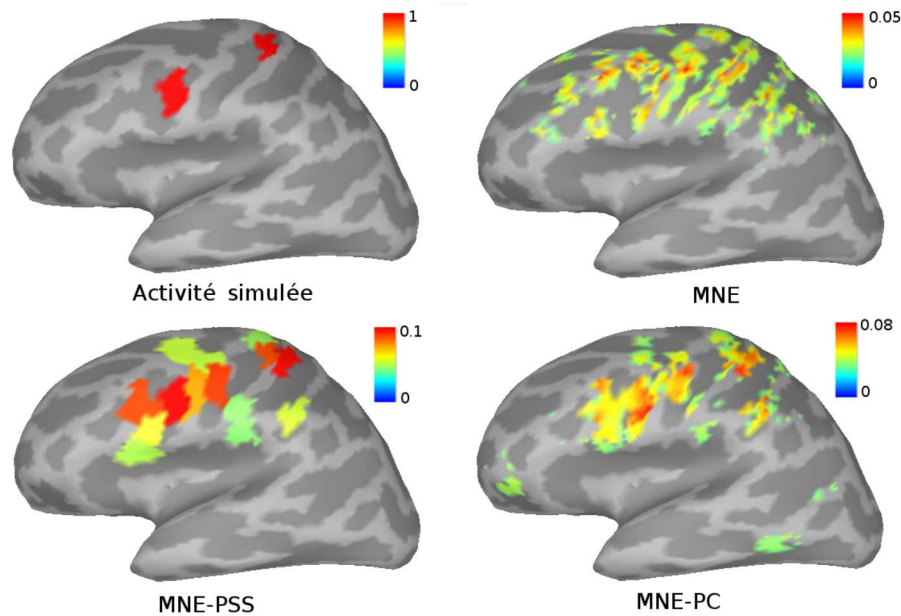 1
0
Activité simulée
0.05
0
MNE
0.1
0
MNE-PSS
0.08
0
MNE-PC